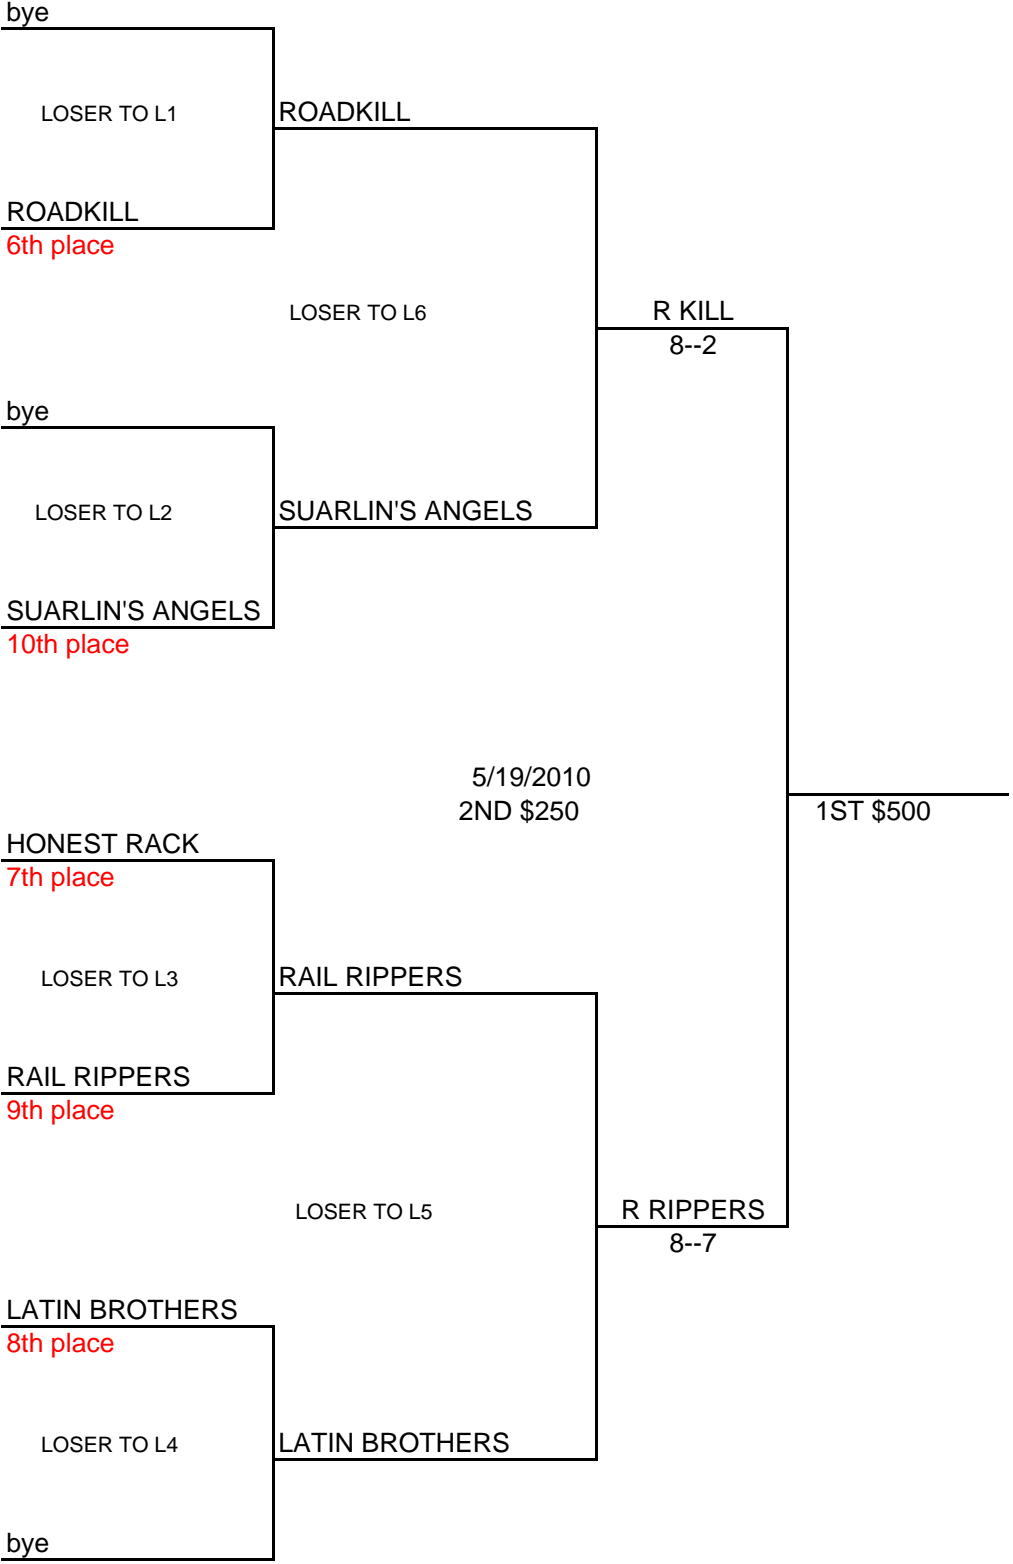 bye
LOSER TO L1
ROADKILL
ROADKILL
6th place
LOSER TO L6
R KILL
8--2
bye
LOSER TO L2
SUARLIN'S ANGELS
SUARLIN'S ANGELS
10th place
5/19/2010
2ND $250
1ST $500
HONEST RACK
7th place
LOSER TO L3
RAIL RIPPERS
RAIL RIPPERS
9th place
LOSER TO L5
R RIPPERS
8--7
LATIN BROTHERS
8th place
LOSER TO L4
LATIN BROTHERS
bye